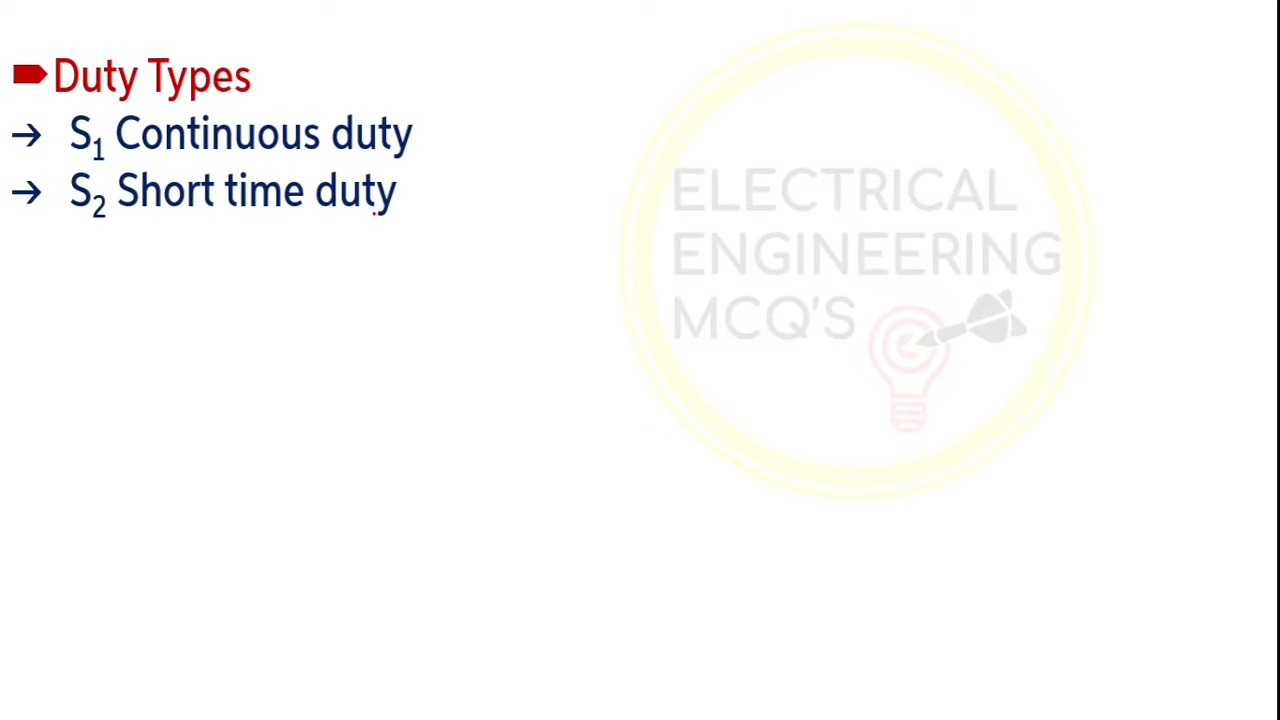 Duty Types
→ S₁ Continuous duty
→ S₂ Short time duty
ELECTRICAL
ENGINEERING
MCQ'S